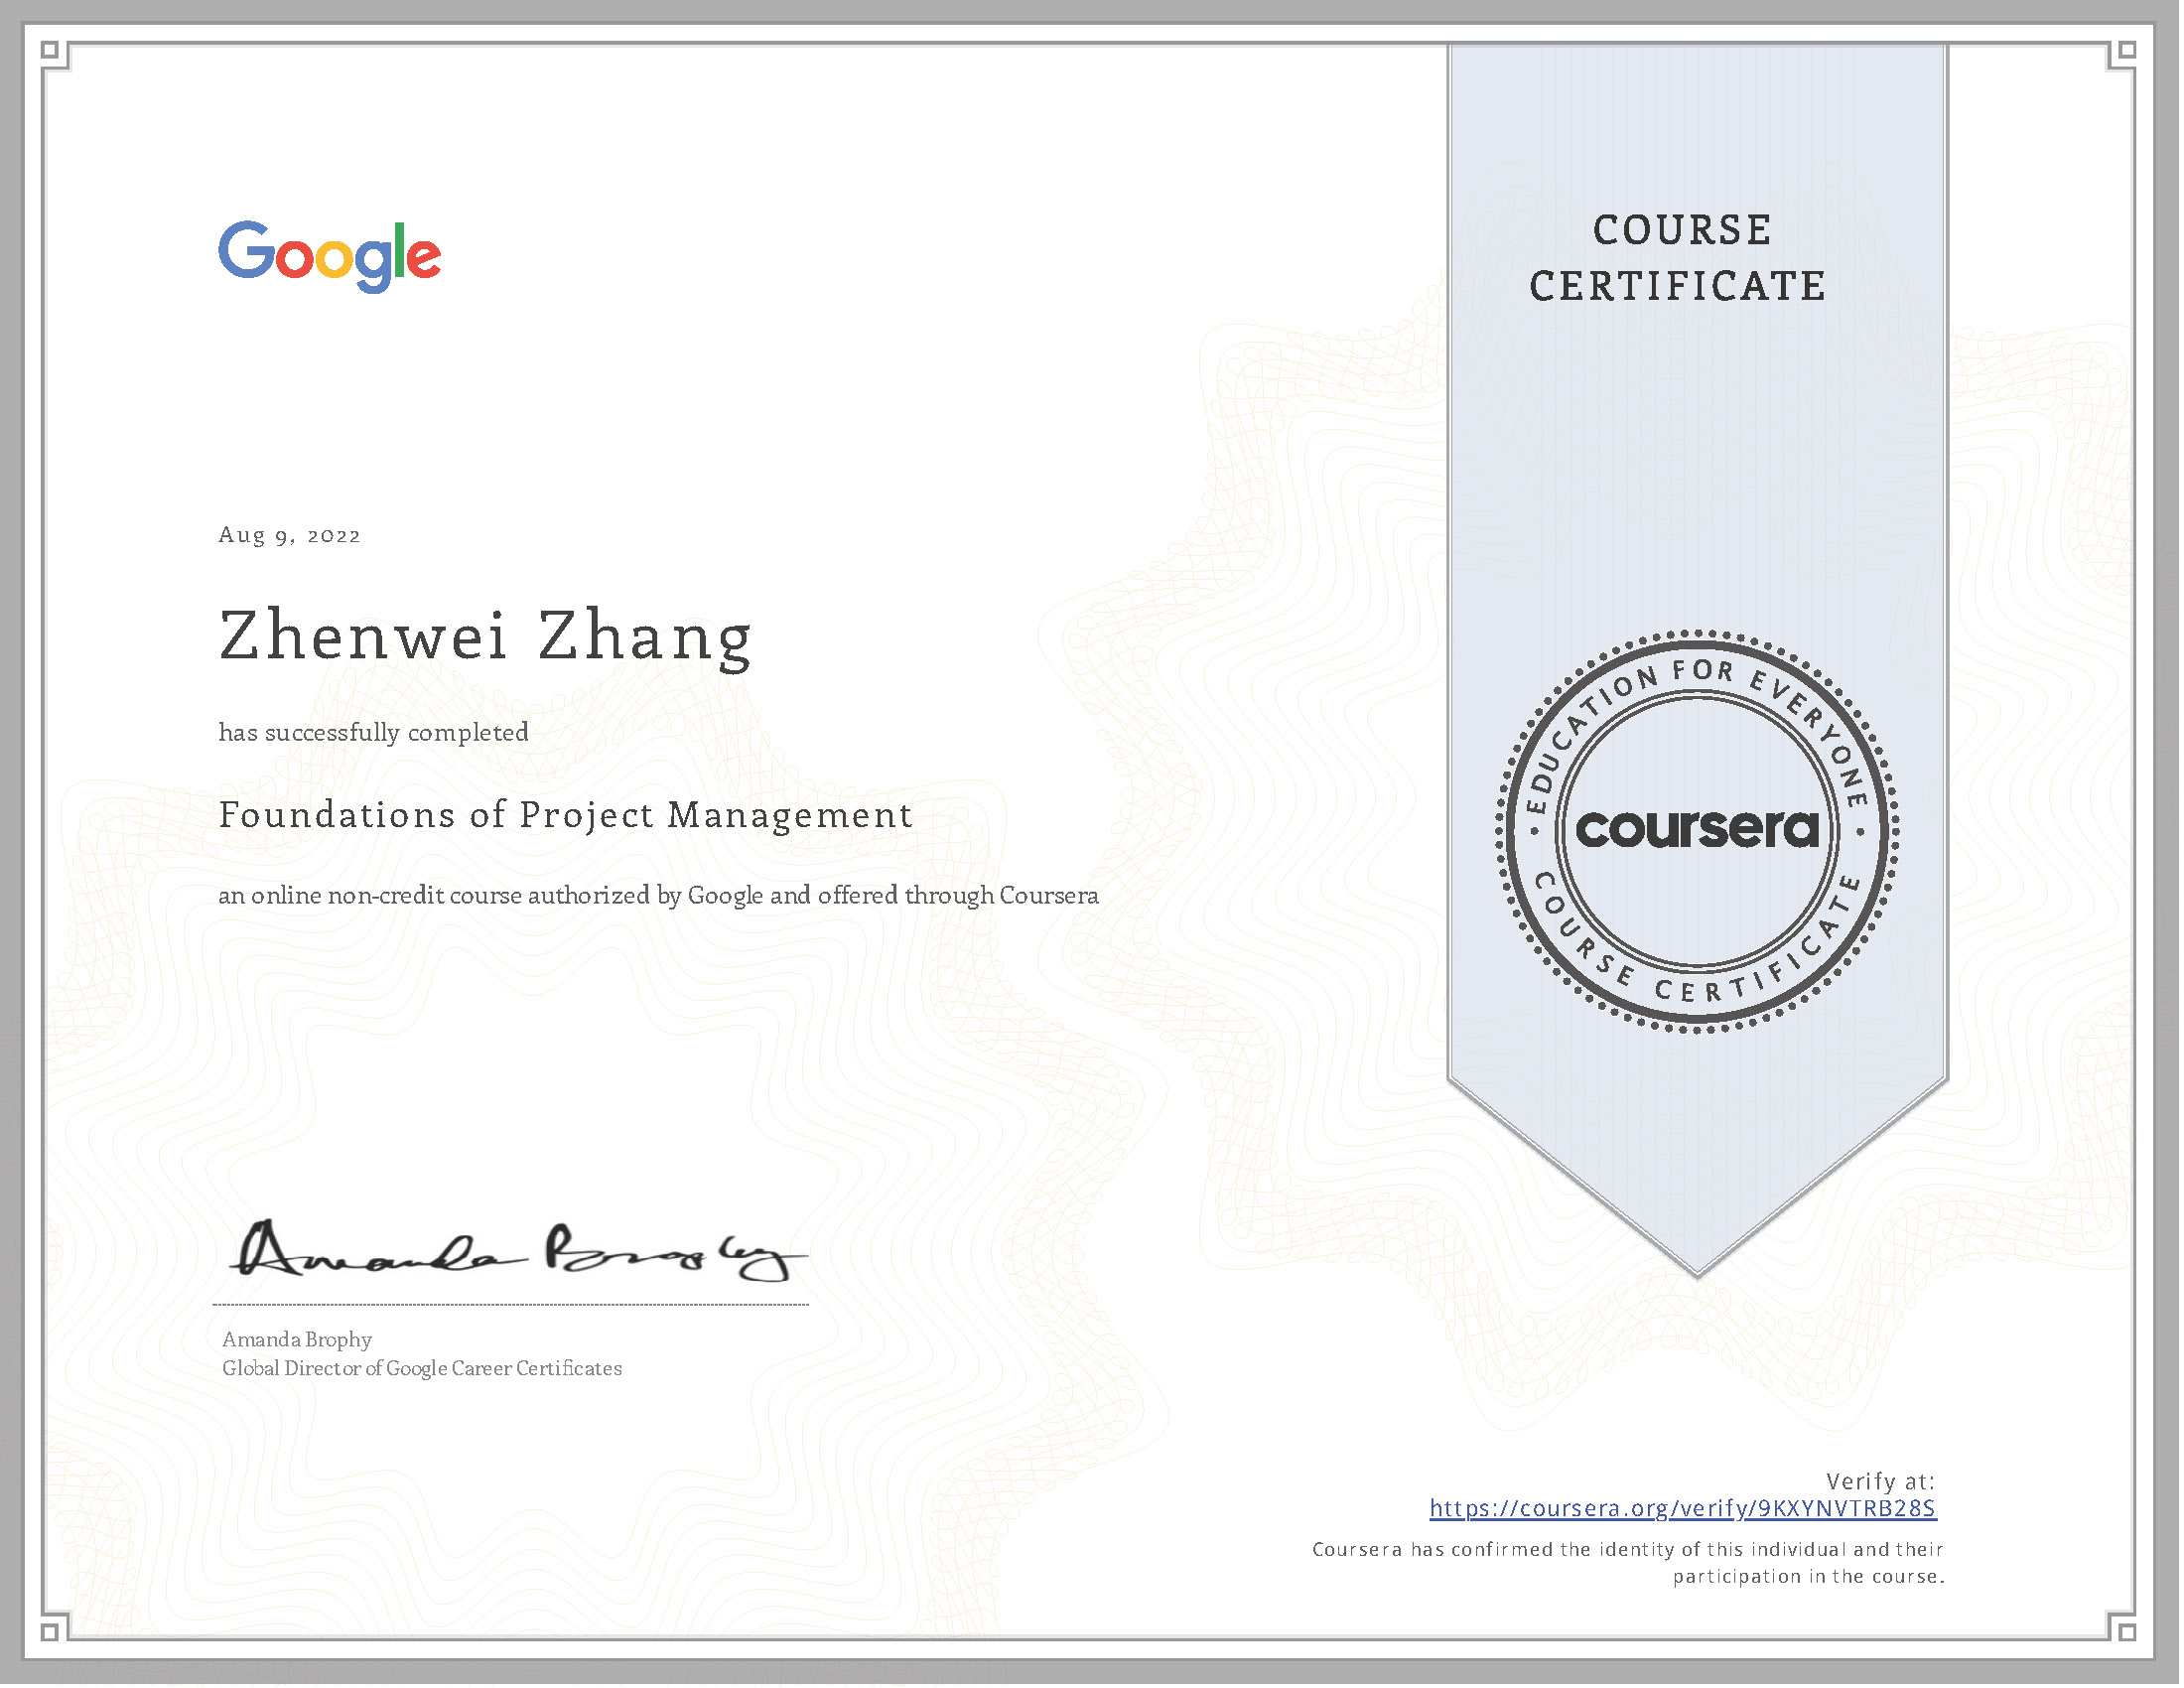 Google
COURSE
CERTIFICATE
Aug 9, 2022
Zhenwei Zhang
has successfully completed
Foundations of Project Management
an online non-credit course authorized by Google and offered through Coursera
EDUCATION FOR EVERYONE
coursera
COURSE CERTIFICATE
Amanda Brophy
Amanda Brophy
Global Director of Google Career Certificates
Verify at:
https://coursera.org/verify/9KXYNVTRB28S
Coursera has confirmed the identity of this individual and their
participation in the course.